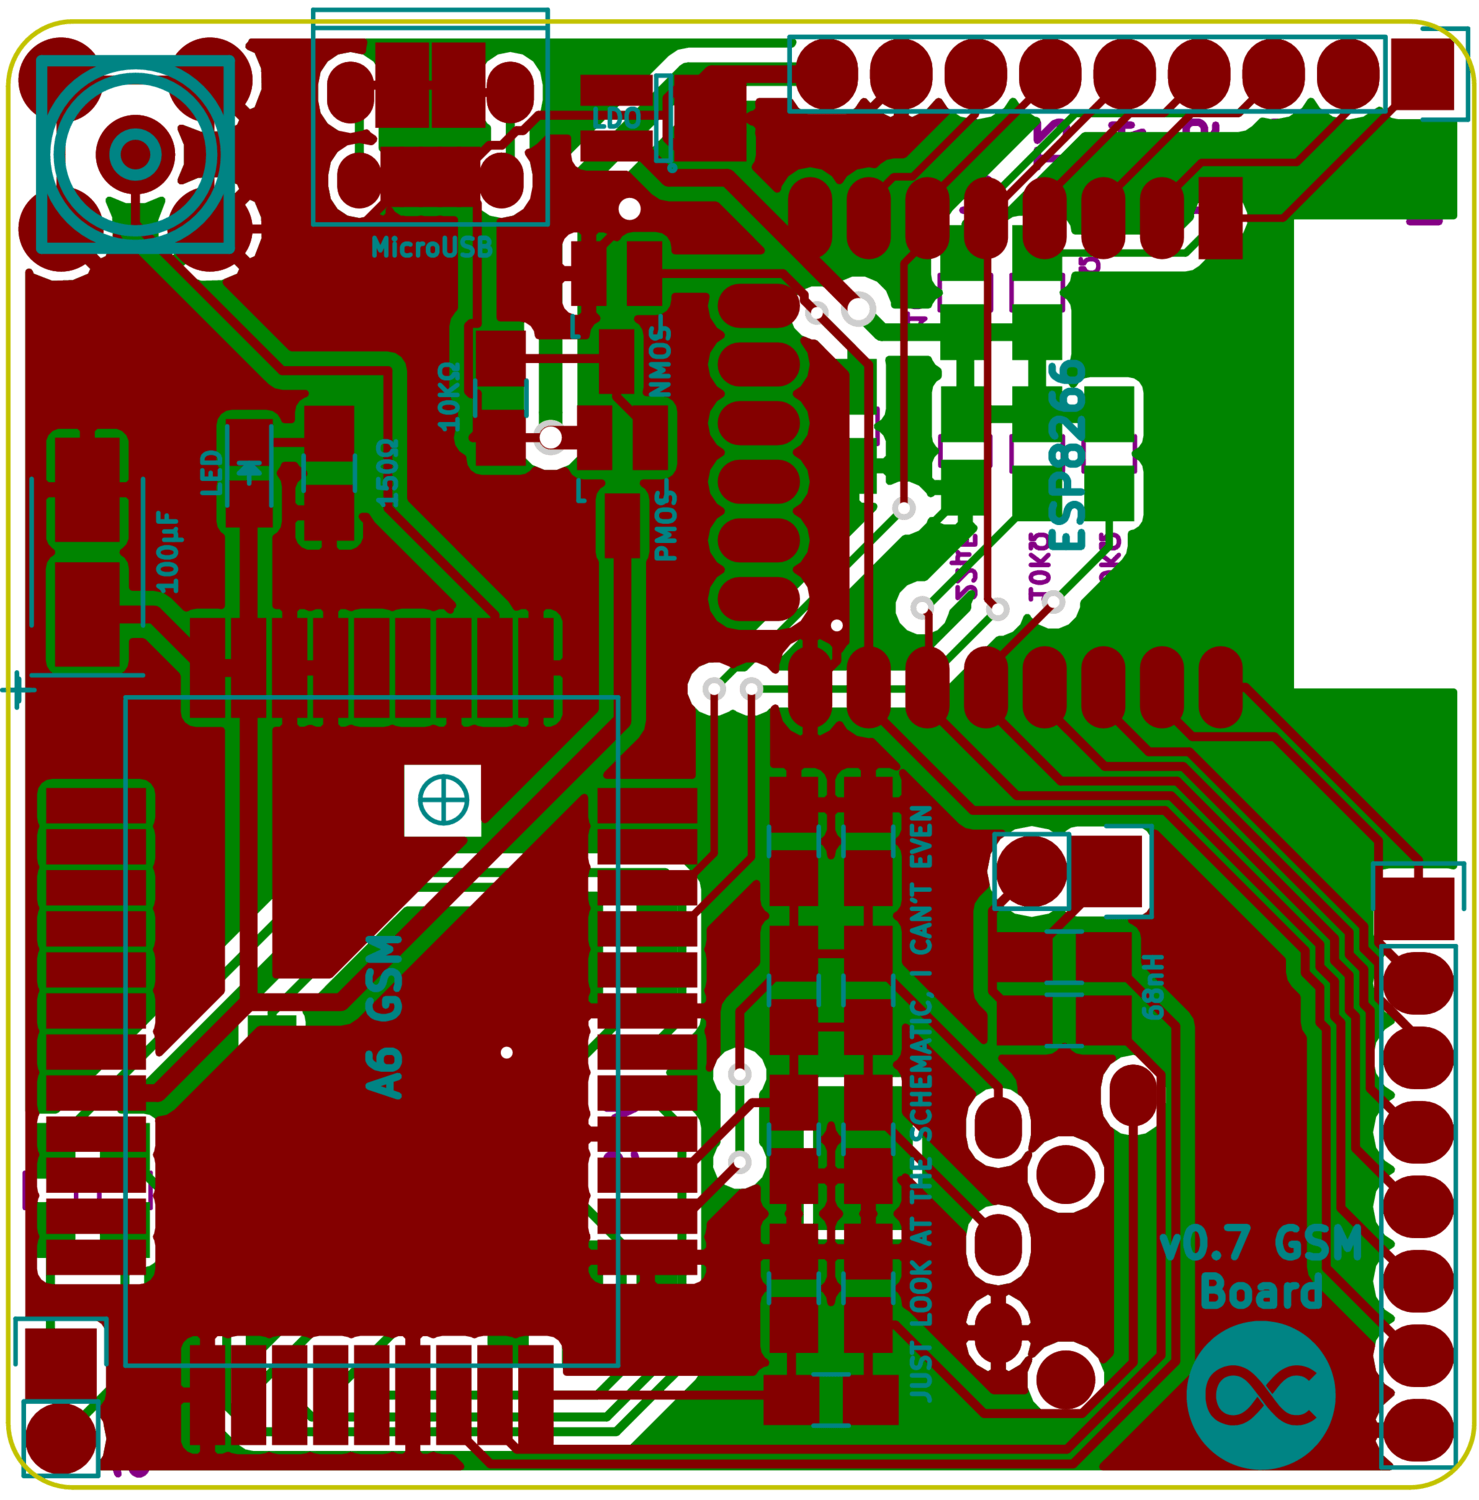 LDO
MicroUSB
NMOS
10KΩ
LED
150Ω
PMOS
100μF
ESP8266
10KΩ
A6 GSM
JUST LOOK AT THE SCHEMATIC, I CAN'T EVEN
68nH
v0.7 GSM
Board